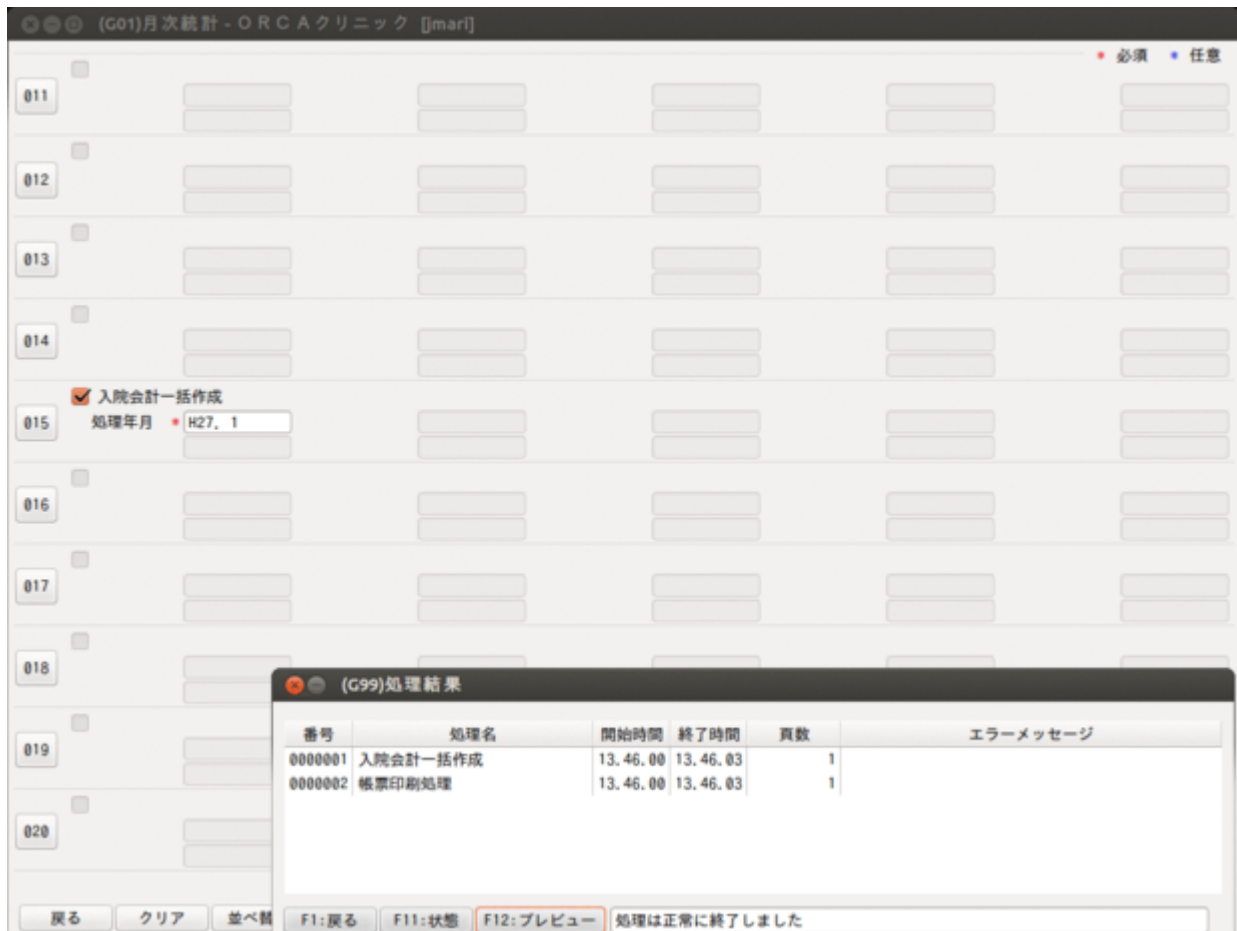 (G01)月次統計 - ＯＲＣＡクリニック [jmari]
* 必須 * 任意
011
012
013
014
入院会計一括作成
015 処理年月 * H27. 1
016
017
018
(G99)処理結果
019
番号 処理名 開始時間 終了時間 頁数 エラーメッセージ
0000001 入院会計一括作成 13.46.00 13.46.03 1
0000002 帳票印刷処理 13.46.00 13.46.03 1
020
戻る クリア 並べ替 F1:戻る F11:状態 F12:プレビュー 処理は正常に終了しました